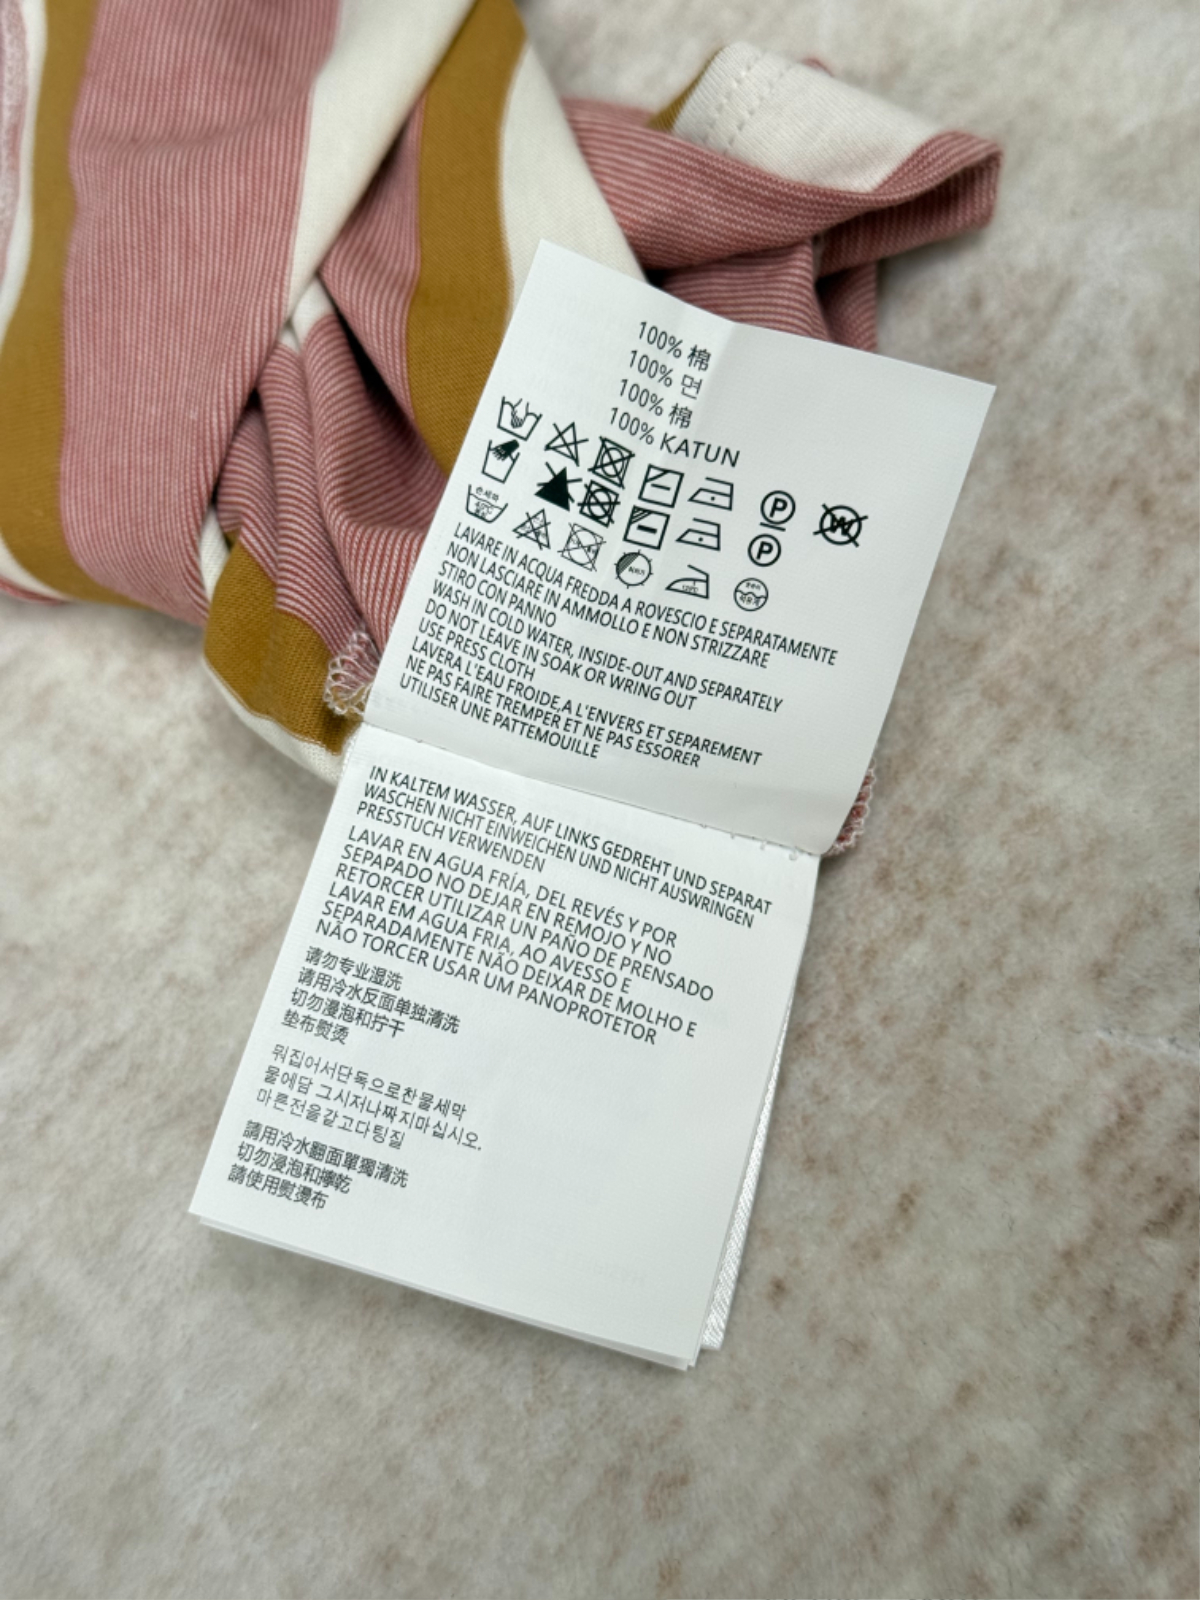 100% 棉
100% 면
100% 棉
100% KATUN
P
W
P
LAVARE IN ACQUA FREDDA A ROVESCIO E SEPARATAMENTE
NON LASCIARE IN AMMOLLO E NON STRIZZARE
STIRO CON PANNO
WASH IN COLD WATER, INSIDE-OUT AND SEPARATELY
DO NOT LEAVE IN SOAK OR WRING OUT
USE PRESS CLOTH
LAVERA L'EAU FROIDE,A L'ENVERS ET SEPAREMENT
NE PAS FAIRE TREMPER ET NE PAS ESSORER
UTILISER UNE PATTEMOUILLE
IN KALTEM WASSER, AUF LINKS GEDREHT UND SEPARAT
WASCHEN NICHT EINWEICHEN UND NICHT AUSWRINGEN
PRESSTUCH VERWENDEN
LAVAR EN AGUA FRÍA, DEL REVÉS Y POR
SEPAPADO NO DEJAR EN REMOJO Y NO
RETORCER UTILIZAR UN PAÑO DE PRENSADO
LAVAR EM AGUA FRIA, AO AVESSO E
SEPARADAMENTE NÃO DEIXAR DE MOLHO E
NÃO TORCER USAR UM PANOPROTETOR
请勿专业湿洗
请用冷水反面单独清洗
切勿浸泡和拧干
垫布熨烫
뒤집어서단독으로찬물세탁
물에담그시저나짜지마십시오.
마른전을갈고다팅질
請用冷水翻面單獨清洗
切勿浸泡和擰乾
請使用熨燙布